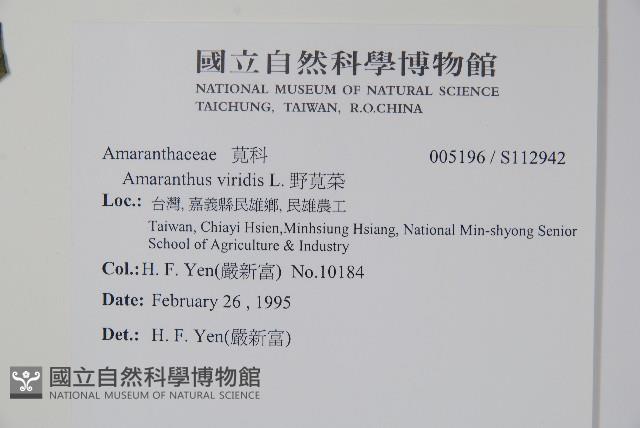 國立自然科學博物館
NATIONAL MUSEUM OF NATURAL SCIENCE
TAICHUNG, TAIWAN, R.O.CHINA
Amaranthaceae 莧科 005196 / S112942
Amaranthus viridis L. 野莧菜
Loc.: 台灣, 嘉義縣民雄鄉, 民雄農工
Taiwan, Chiayi Hsien,Minhsiung Hsiang, National Min-shyong Senior
School of Agriculture & Industry
Col.: H. F. Yen(嚴新富) No.10184
Date: February 26 , 1995
Det.: H. F. Yen(嚴新富)
國立自然科學博物館
NATIONAL MUSEUM OF NATURAL SCIENCE